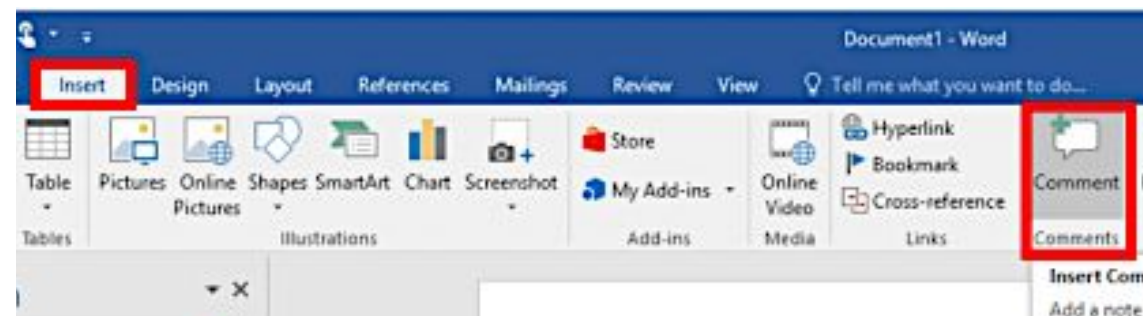 Document1 - Word
Insert Design Layout References Mailings Review View Tell me what you want to do...
Table
Pictures
Online
Pictures
Shapes
SmartArt
Chart
Screenshot
Store
My Add-ins
Online
Video
Hyperlink
Bookmark
Cross-reference
Comment
Tables Illustrations Add-ins Media Links Comments
Insert Com
Add a note